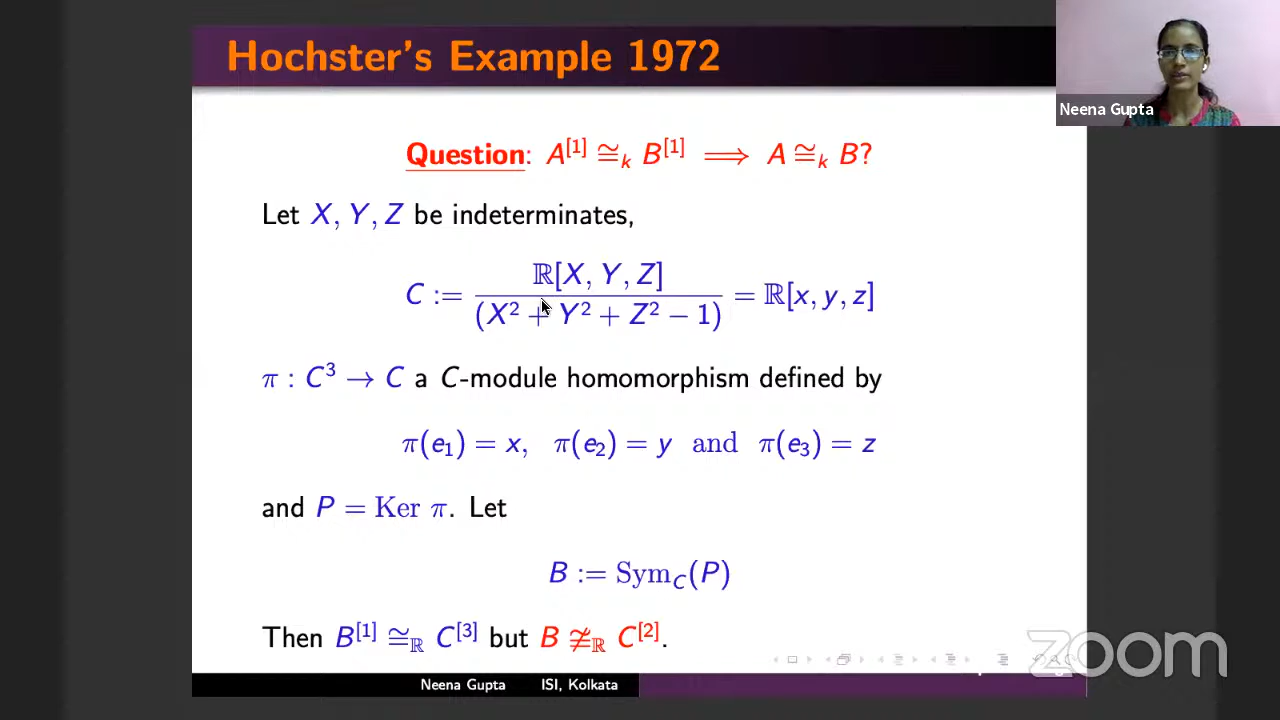 Hochster's Example 1972
Neena Gupta
Question: A^[1] ≅_k B^[1] ⟹ A ≅_k B?
Let X, Y, Z be indeterminates,
C := ℝ[X, Y, Z] / (X² + Y² + Z² − 1) = ℝ[x, y, z]
π : C³ → C a C-module homomorphism defined by
π(e₁) = x, π(e₂) = y and π(e₃) = z
and P = Ker π. Let
B := Sym_C(P)
Then B^[1] ≅_ℝ C^[3] but B ≇_ℝ C^[2].
zoom
Neena Gupta ISI, Kolkata